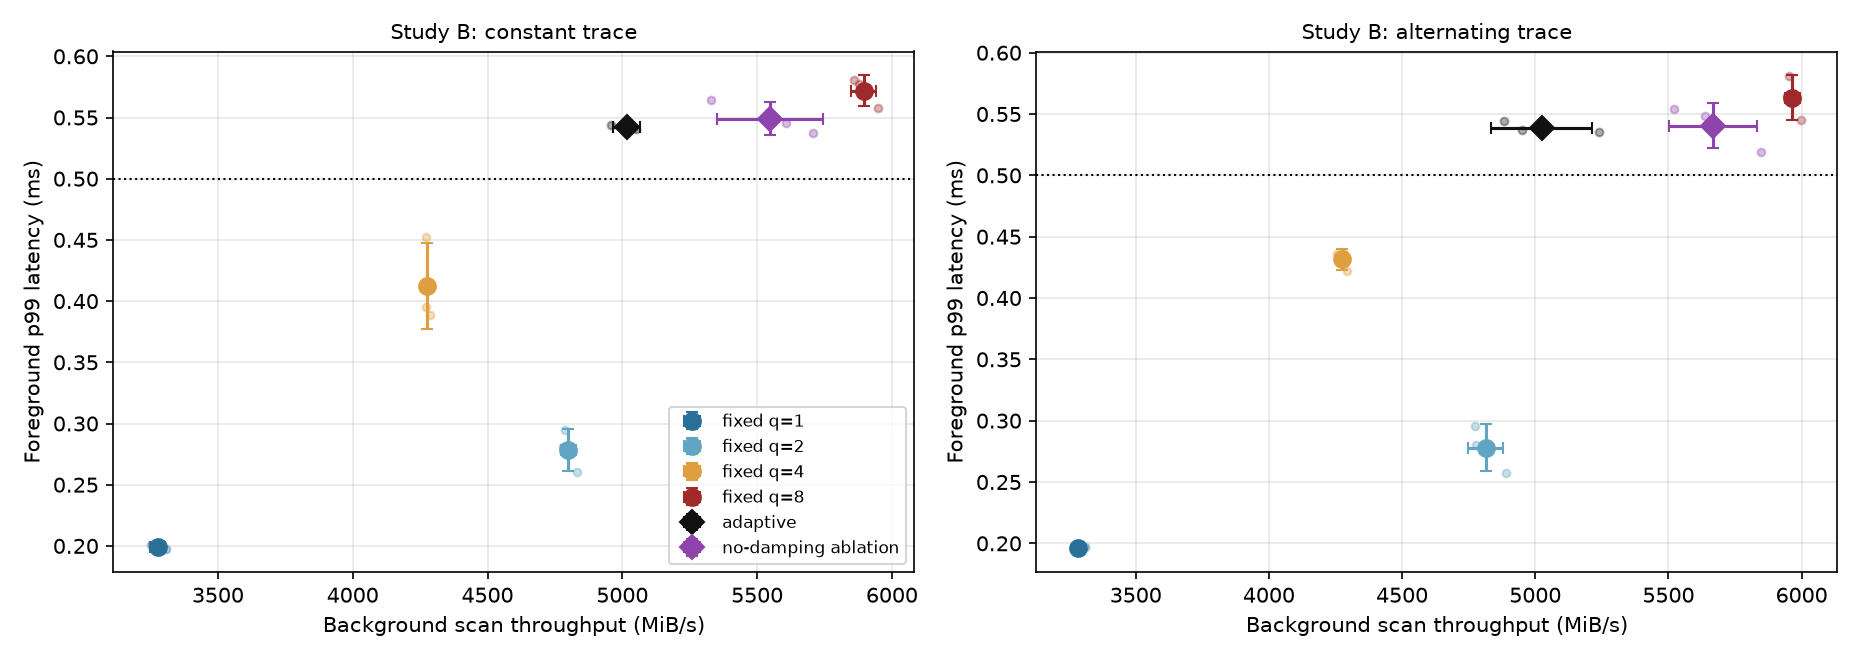 Study B: constant trace
0.60
0.55
0.50
0.45
0.40
0.35
0.30
0.25
0.20
Foreground p99 latency (ms)
fixed q=1
fixed q=2
fixed q=4
fixed q=8
adaptive
no-damping ablation
3500 4000 4500 5000 5500 6000
Background scan throughput (MiB/s)
Study B: alternating trace
0.60
0.55
0.50
0.45
0.40
0.35
0.30
0.25
0.20
Foreground p99 latency (ms)
3500 4000 4500 5000 5500 6000
Background scan throughput (MiB/s)